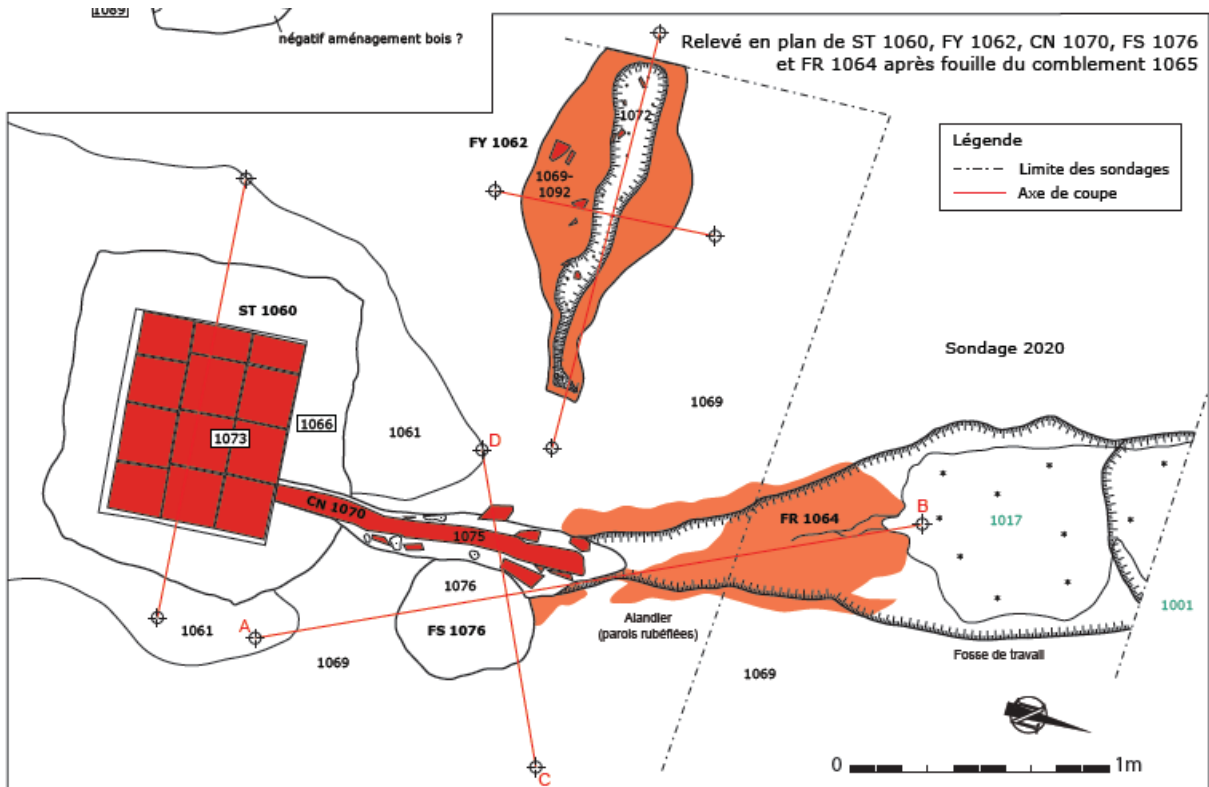 1089
négatif aménagement bois ?
Relevé en plan de ST 1060, FY 1062, CN 1070, FS 1076
et FR 1064 après fouille du comblement 1065
Légende
Limite des sondages
Axe de coupe
FY 1062
1072
1069-
1092
ST 1060
Sondage 2020
1069
1066
1061
1073
D
CN 1070
1075
FR 1064
B
1017
1076
1001
1061
A
FS 1076
Alandier
(parois rubéfiées)
1069
1069
Fosse de travail
C
0
1m